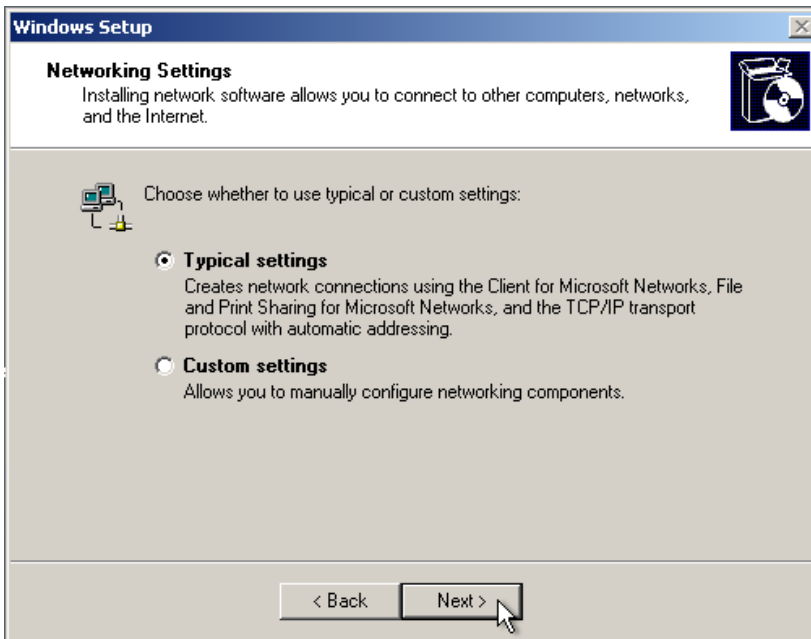 Windows Setup
Networking Settings
Installing network software allows you to connect to other computers, networks,
and the Internet.
Choose whether to use typical or custom settings:
Typical settings
Creates network connections using the Client for Microsoft Networks, File
and Print Sharing for Microsoft Networks, and the TCP/IP transport
protocol with automatic addressing.
Custom settings
Allows you to manually configure networking components.
< Back Next >